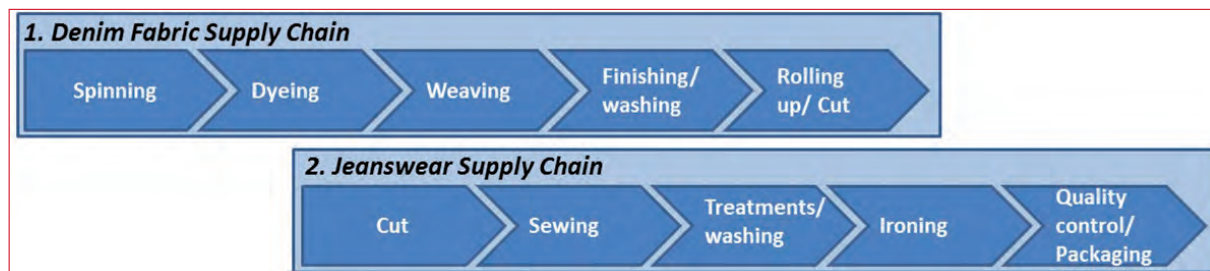 1. Denim Fabric Supply Chain
Spinning
Dyeing
Weaving
Finishing/
washing
Rolling
up/ Cut
2. Jeanswear Supply Chain
Cut
Sewing
Treatments/
washing
Ironing
Quality
control/
Packaging